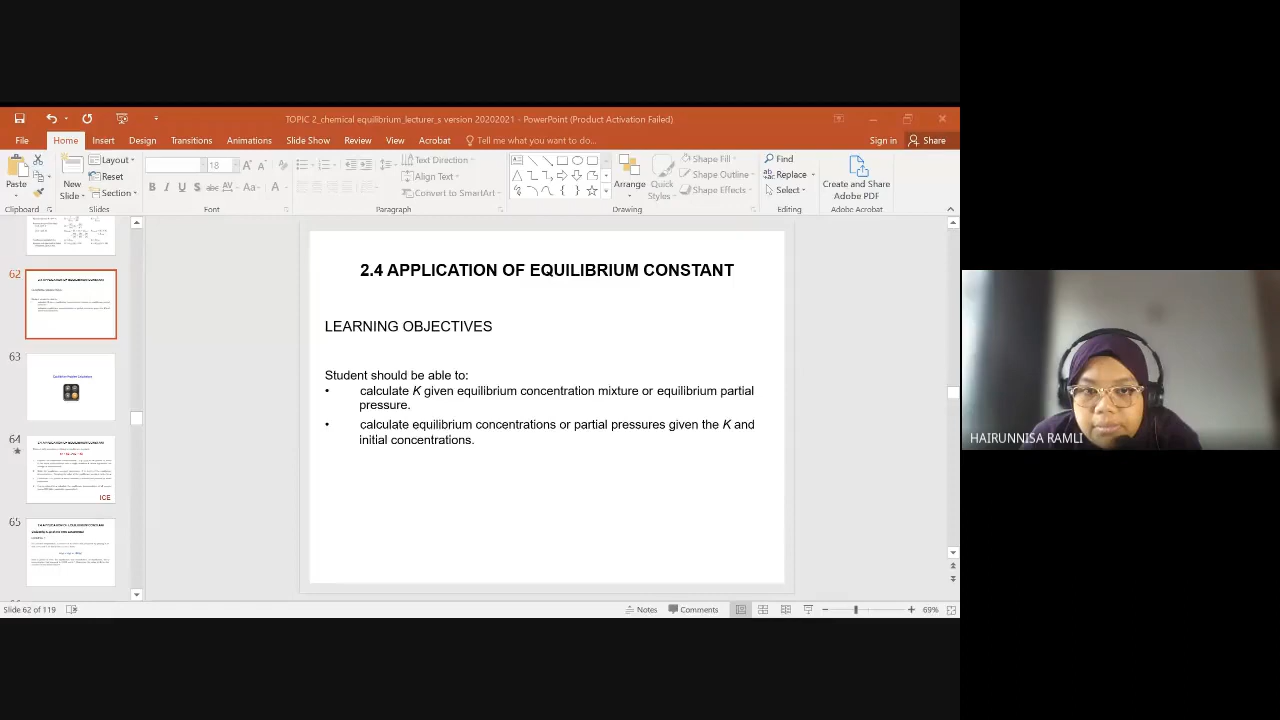 TOPIC 2_chemical equilibrium_lecturer_s version 20202021 - PowerPoint (Product Activation Failed)
File Home Insert Design Transitions Animations Slide Show Review View Acrobat Tell me what you want to do... Sign in Share
Paste
New Slide
Layout
Reset
Section
18
B I U S abc AV Aa A
Text Direction
Align Text
Convert to SmartArt
Arrange
Quick Styles
Shape Fill
Shape Outline
Shape Effects
Find
Replace
Select
Create and Share
Adobe PDF
Clipboard Slides Font Paragraph Drawing Editing Adobe Acrobat
62
63
64
ICE
65
2.4 APPLICATION OF EQUILIBRIUM CONSTANT
LEARNING OBJECTIVES
Student should be able to:
• calculate K given equilibrium concentration mixture or equilibrium partial
pressure.
• calculate equilibrium concentrations or partial pressures given the K and
initial concentrations.
HAIRUNNISA RAMLI
Slide 62 of 119 Notes Comments 69%